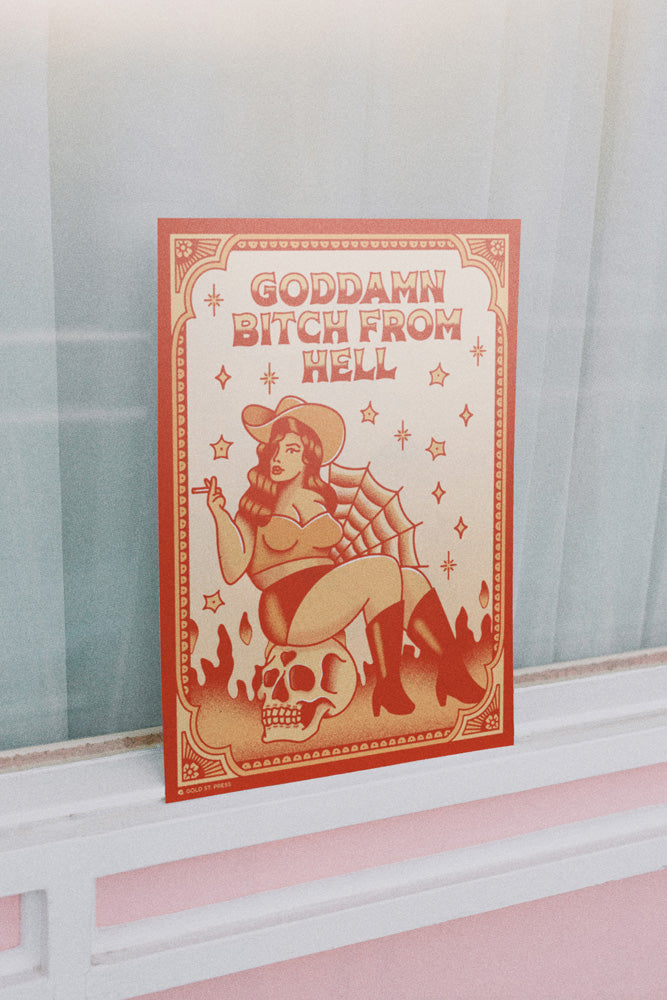 GODDAMN
BITCH FROM
HELL
GOLD ST. PRESS